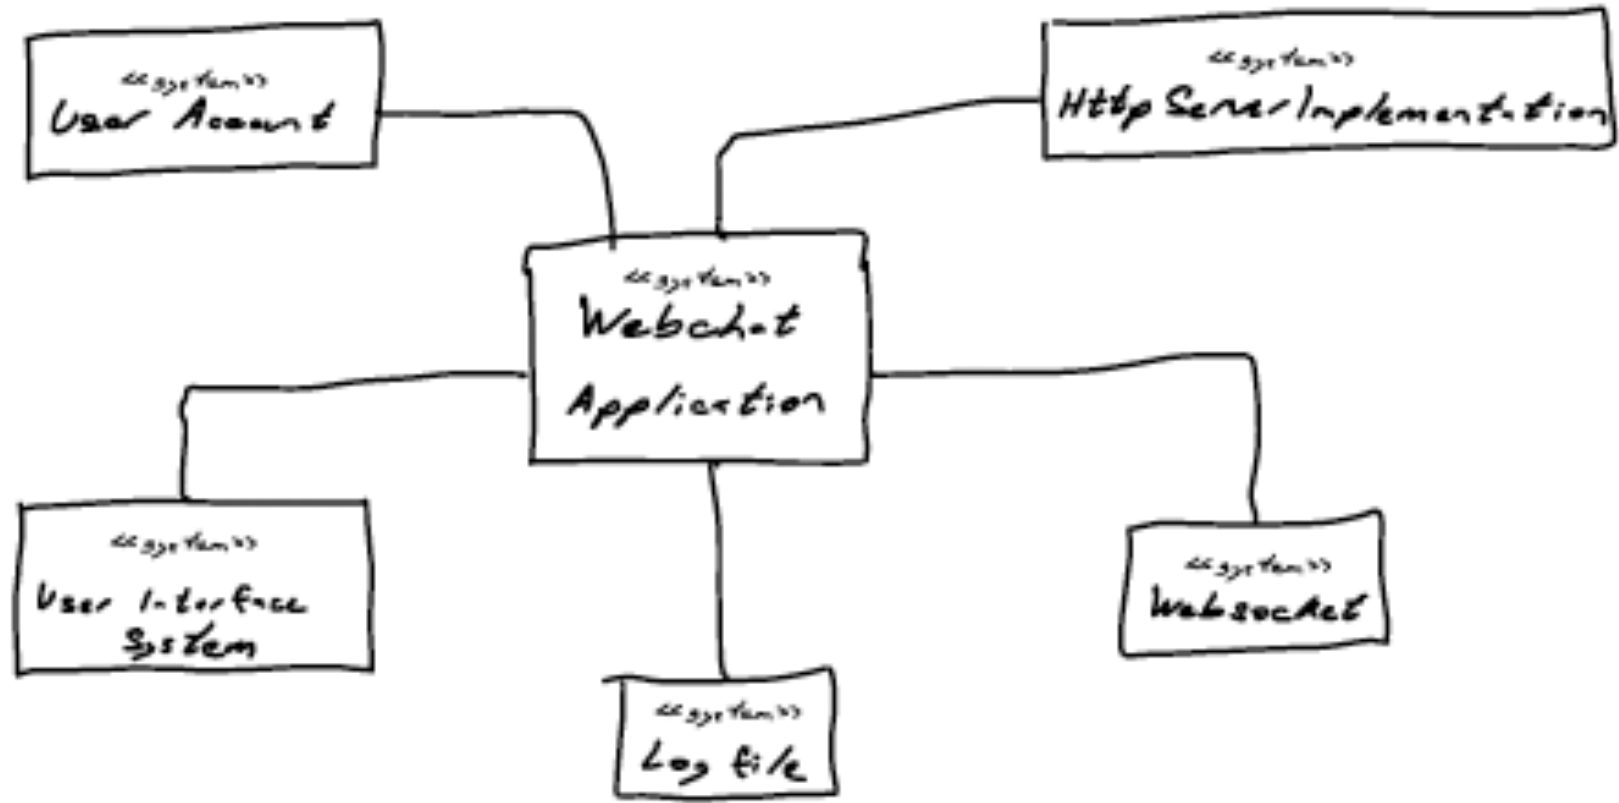 <<system>>
User Account
<<system>>
Http Server Implementation
<<system>>
Webchat
Application
<<system>>
User Interface
System
<<system>>
Websocket
<<system>>
Log file